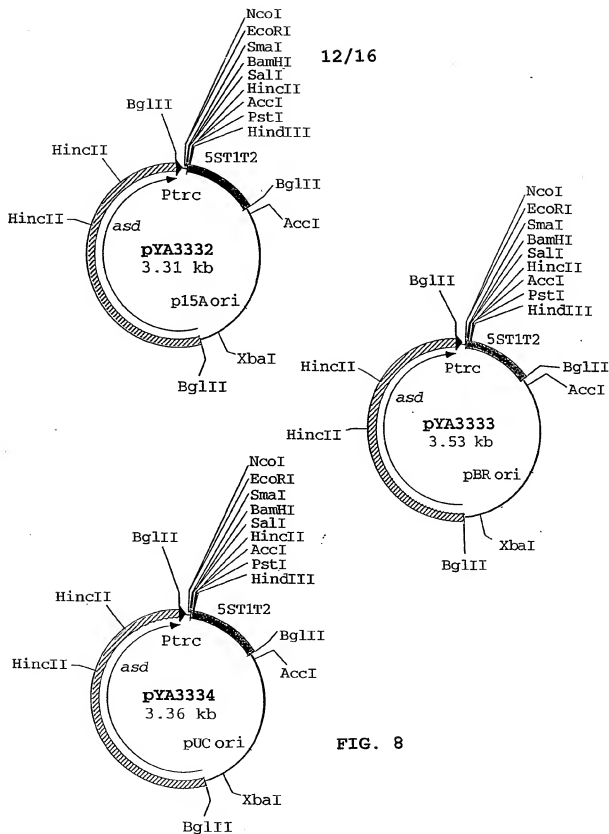 12/16
NcoI
EcoRI
SmaI
BamHI
SalI
HincII
AccI
PstI
HindIII
BglII
5ST1T2
HincII
BglII
Ptrc
AccI
HincII
asd
pYA3332
3.31 kb
p15A ori
XbaI
BglII
NcoI
EcoRI
SmaI
BamHI
SalI
HincII
AccI
PstI
HindIII
BglII
5ST1T2
Ptrc
BglII
HincII
AccI
asd
pYA3333
3.53 kb
HincII
pBR ori
XbaI
BglII
NcoI
EcoRI
SmaI
BamHI
SalI
HincII
AccI
PstI
HindIII
BglII
5ST1T2
HincII
Ptrc
BglII
HincII
AccI
asd
pYA3334
3.36 kb
pUC ori
XbaI
BglII
FIG. 8